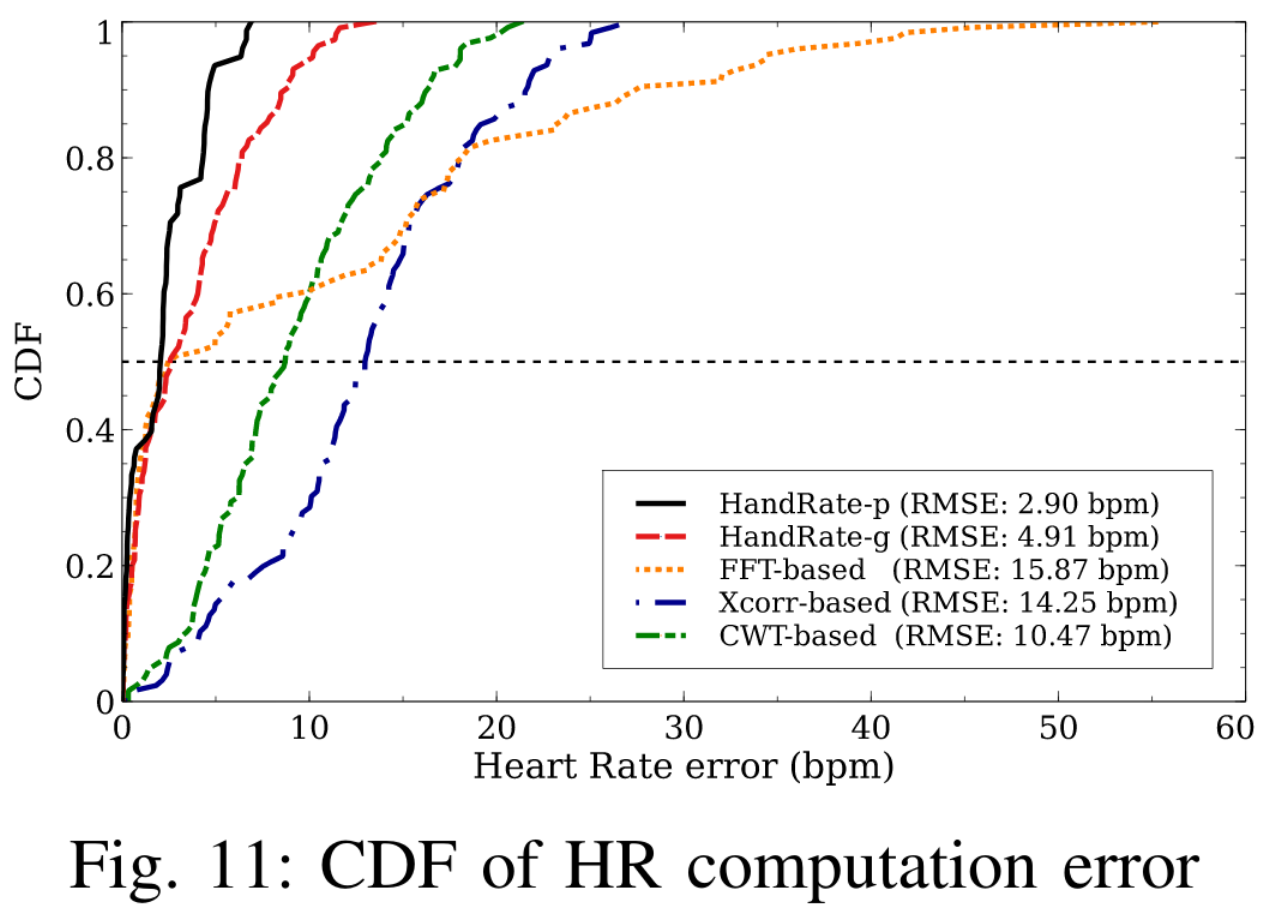 1
0.8
0.6
0.4
0.2
0
CDF
HandRate-p (RMSE: 2.90 bpm)
HandRate-g (RMSE: 4.91 bpm)
FFT-based (RMSE: 15.87 bpm)
Xcorr-based (RMSE: 14.25 bpm)
CWT-based (RMSE: 10.47 bpm)
0 10 20 30 40 50 60
Heart Rate error (bpm)
Fig. 11: CDF of HR computation error